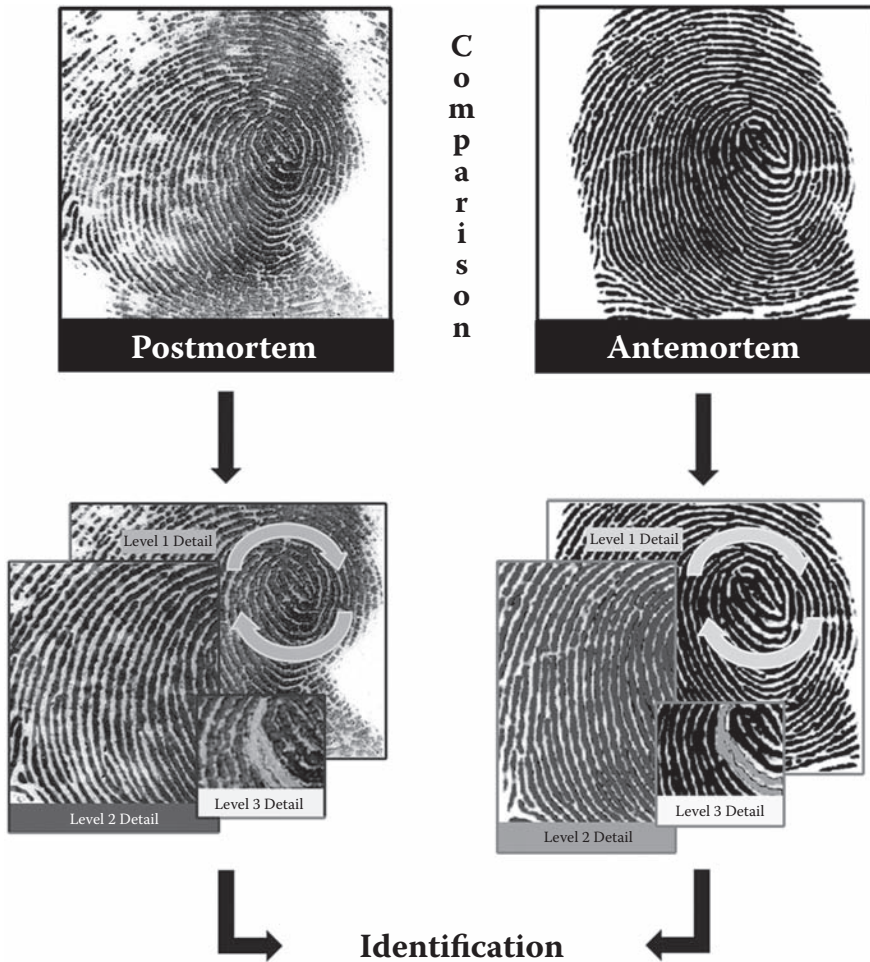 Comparison
Postmortem
Antemortem
Level 1 Detail
Level 1 Detail
Level 3 Detail
Level 2 Detail
Level 3 Detail
Level 2 Detail
Identification